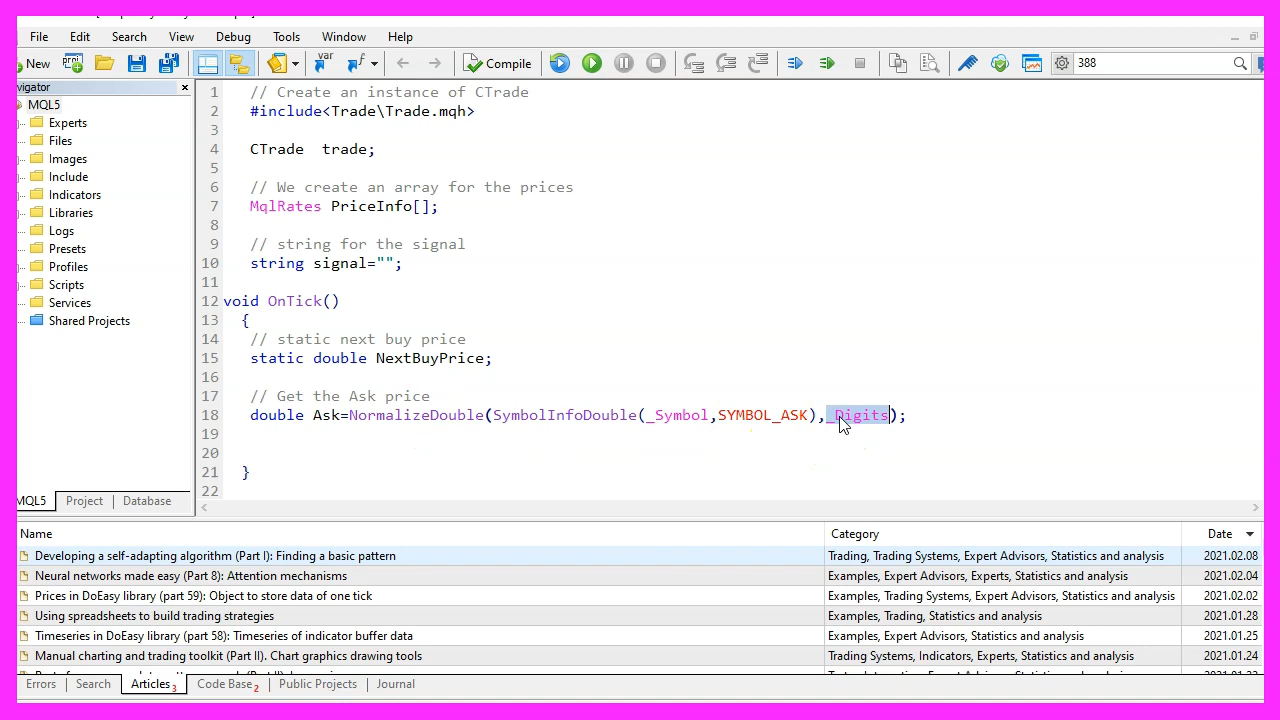 File Edit Search View Debug Tools Window Help
New Compile 388
MQL5
Experts
Files
Images
Include
Indicators
Libraries
Logs
Presets
Profiles
Scripts
Services
Shared Projects
MQL5 Project Database
1 // Create an instance of CTrade
2 #include<Trade\Trade.mqh>
3
4 CTrade trade;
5
6 // We create an array for the prices
7 MqlRates PriceInfo[];
8
9 // string for the signal
10 string signal="";
11
12 void OnTick()
13 {
14 // static next buy price
15 static double NextBuyPrice;
16
17 // Get the Ask price
18 double Ask=NormalizeDouble(SymbolInfoDouble(_Symbol,SYMBOL_ASK),_Digits);
19
20
21 }
22
Name Category Date
Developing a self-adapting algorithm (Part I): Finding a basic pattern Trading, Trading Systems, Expert Advisors, Statistics and analysis 2021.02.08
Neural networks made easy (Part 8): Attention mechanisms Examples, Expert Advisors, Experts, Statistics and analysis 2021.02.04
Prices in DoEasy library (part 59): Object to store data of one tick Examples, Trading Systems, Expert Advisors, Statistics and analysis 2021.02.02
Using spreadsheets to build trading strategies Examples, Trading, Statistics and analysis 2021.01.28
Timeseries in DoEasy library (part 58): Timeseries of indicator buffer data Examples, Expert Advisors, Statistics and analysis 2021.01.25
Manual charting and trading toolkit (Part II). Chart graphics drawing tools Trading Systems, Indicators, Expert Advisors, Statistics and analysis 2021.01.24
Errors Search Articles 3 Code Base 2 Public Projects Journal